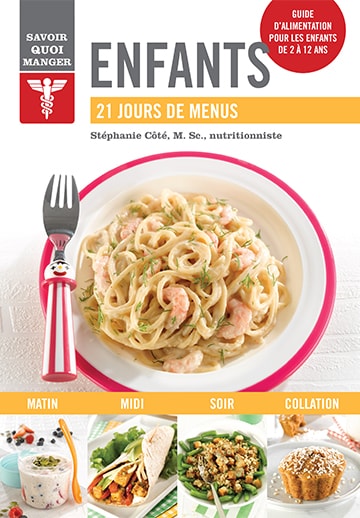 SAVOIR
QUOI
MANGER
GUIDE
D'ALIMENTATION
POUR LES ENFANTS
DE 2 À 12 ANS
ENFANTS
21 JOURS DE MENUS
Stéphanie Côté, M. Sc., nutritionniste
MATIN
MIDI
SOIR
COLLATION